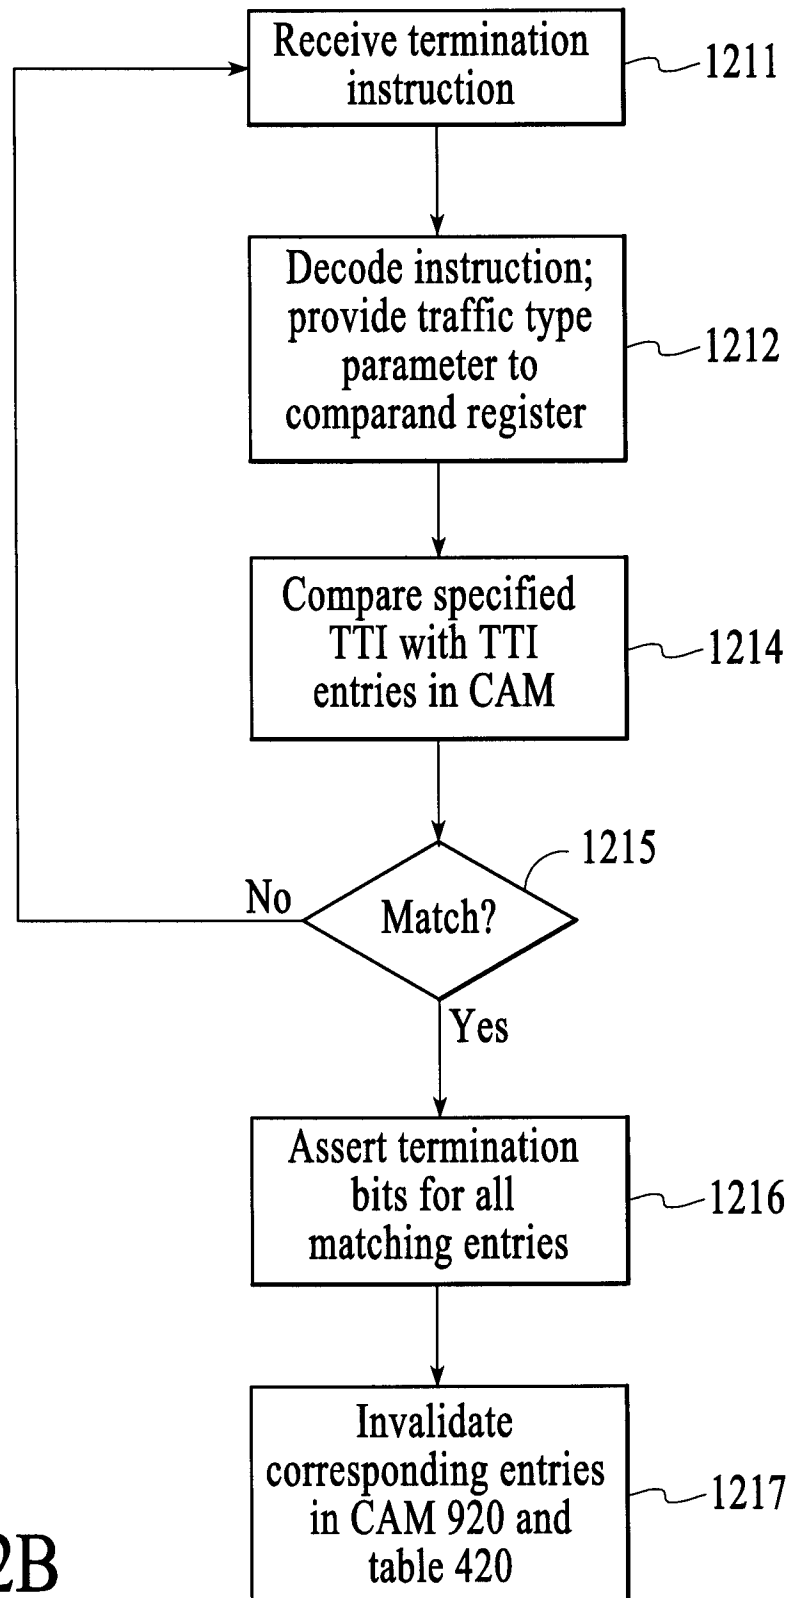 Receive termination
instruction
1211
Decode instruction;
provide traffic type
parameter to
comparand register
1212
Compare specified
TTI with TTI
entries in CAM
1214
1215
Match?
No
Yes
Assert termination
bits for all
matching entries
1216
Invalidate
corresponding entries
in CAM 920 and
table 420
1217
2B